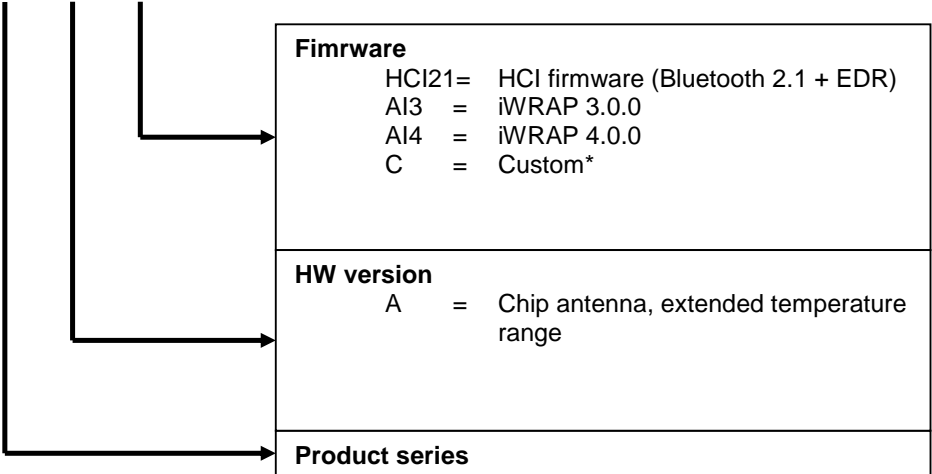 Fimrware
HCI21= HCI firmware (Bluetooth 2.1 + EDR)
AI3 = iWRAP 3.0.0
AI4 = iWRAP 4.0.0
C = Custom*
HW version
A = Chip antenna, extended temperature
range
Product series